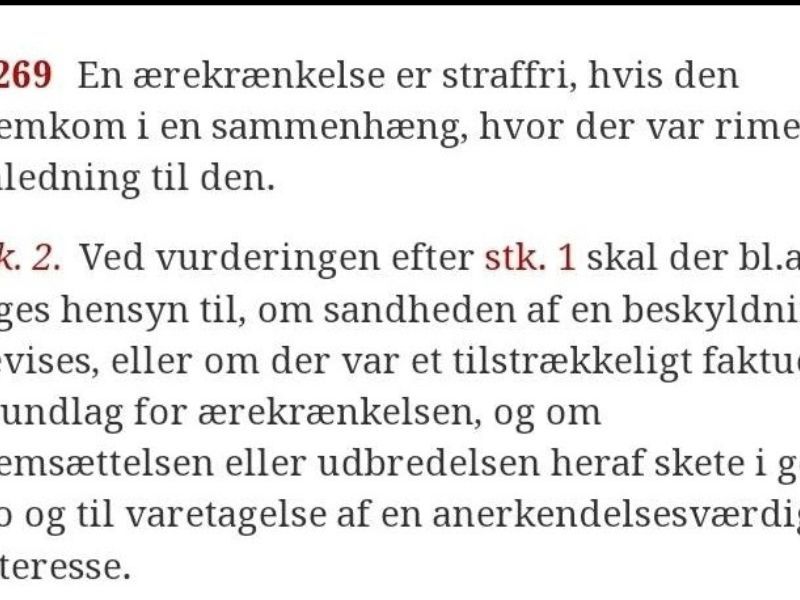 269 En ærekrænkelse er straffri, hvis den
emkom i en sammenhæng, hvor der var rime
ledning til den.
k. 2. Ved vurderingen efter stk. 1 skal der bl.a
ges hensyn til, om sandheden af en beskyldni
vises, eller om der var et tilstrækkeligt faktu
undlag for ærekrænkelsen, og om
emsættelsen eller udbredelsen heraf skete i g
o og til varetagelse af en anerkendelsesværdig
teresse.